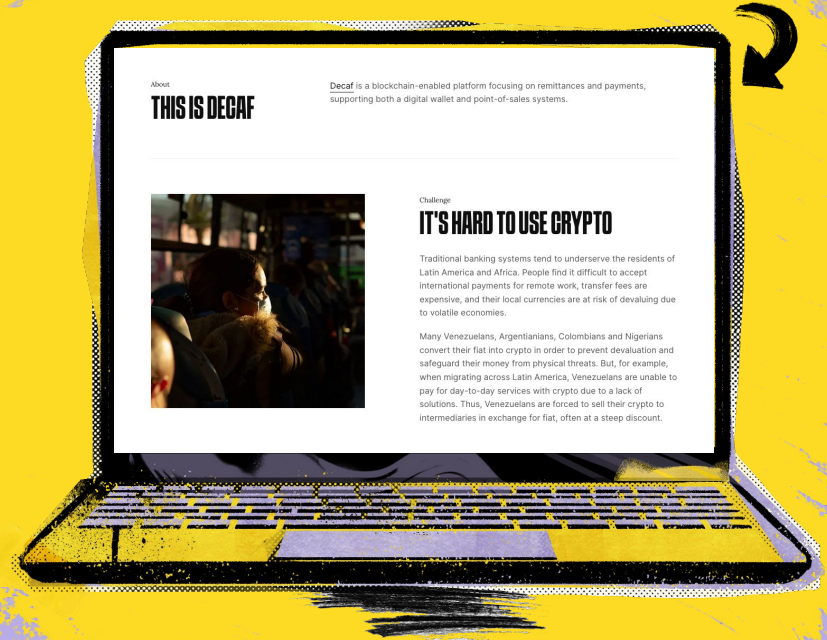 About
THIS IS DECAF
Decaf is a blockchain-enabled platform focusing on remittances and payments,
supporting both a digital wallet and point-of-sales systems.
Challenge
IT'S HARD TO USE CRYPTO
Traditional banking systems tend to underserve the residents of
Latin America and Africa. People find it difficult to accept
international payments for remote work, transfer fees are
expensive, and their local currencies are at risk of devaluing due
to volatile economies.
Many Venezuelans, Argentianians, Colombians and Nigerians
convert their fiat into crypto in order to prevent devaluation and
safeguard their money from physical threats. But, for example,
when migrating across Latin America, Venezuelans are unable to
pay for day-to-day services with crypto due to a lack of
solutions. Thus, Venezuelans are forced to sell their crypto to
intermediaries in exchange for fiat, often at a steep discount.